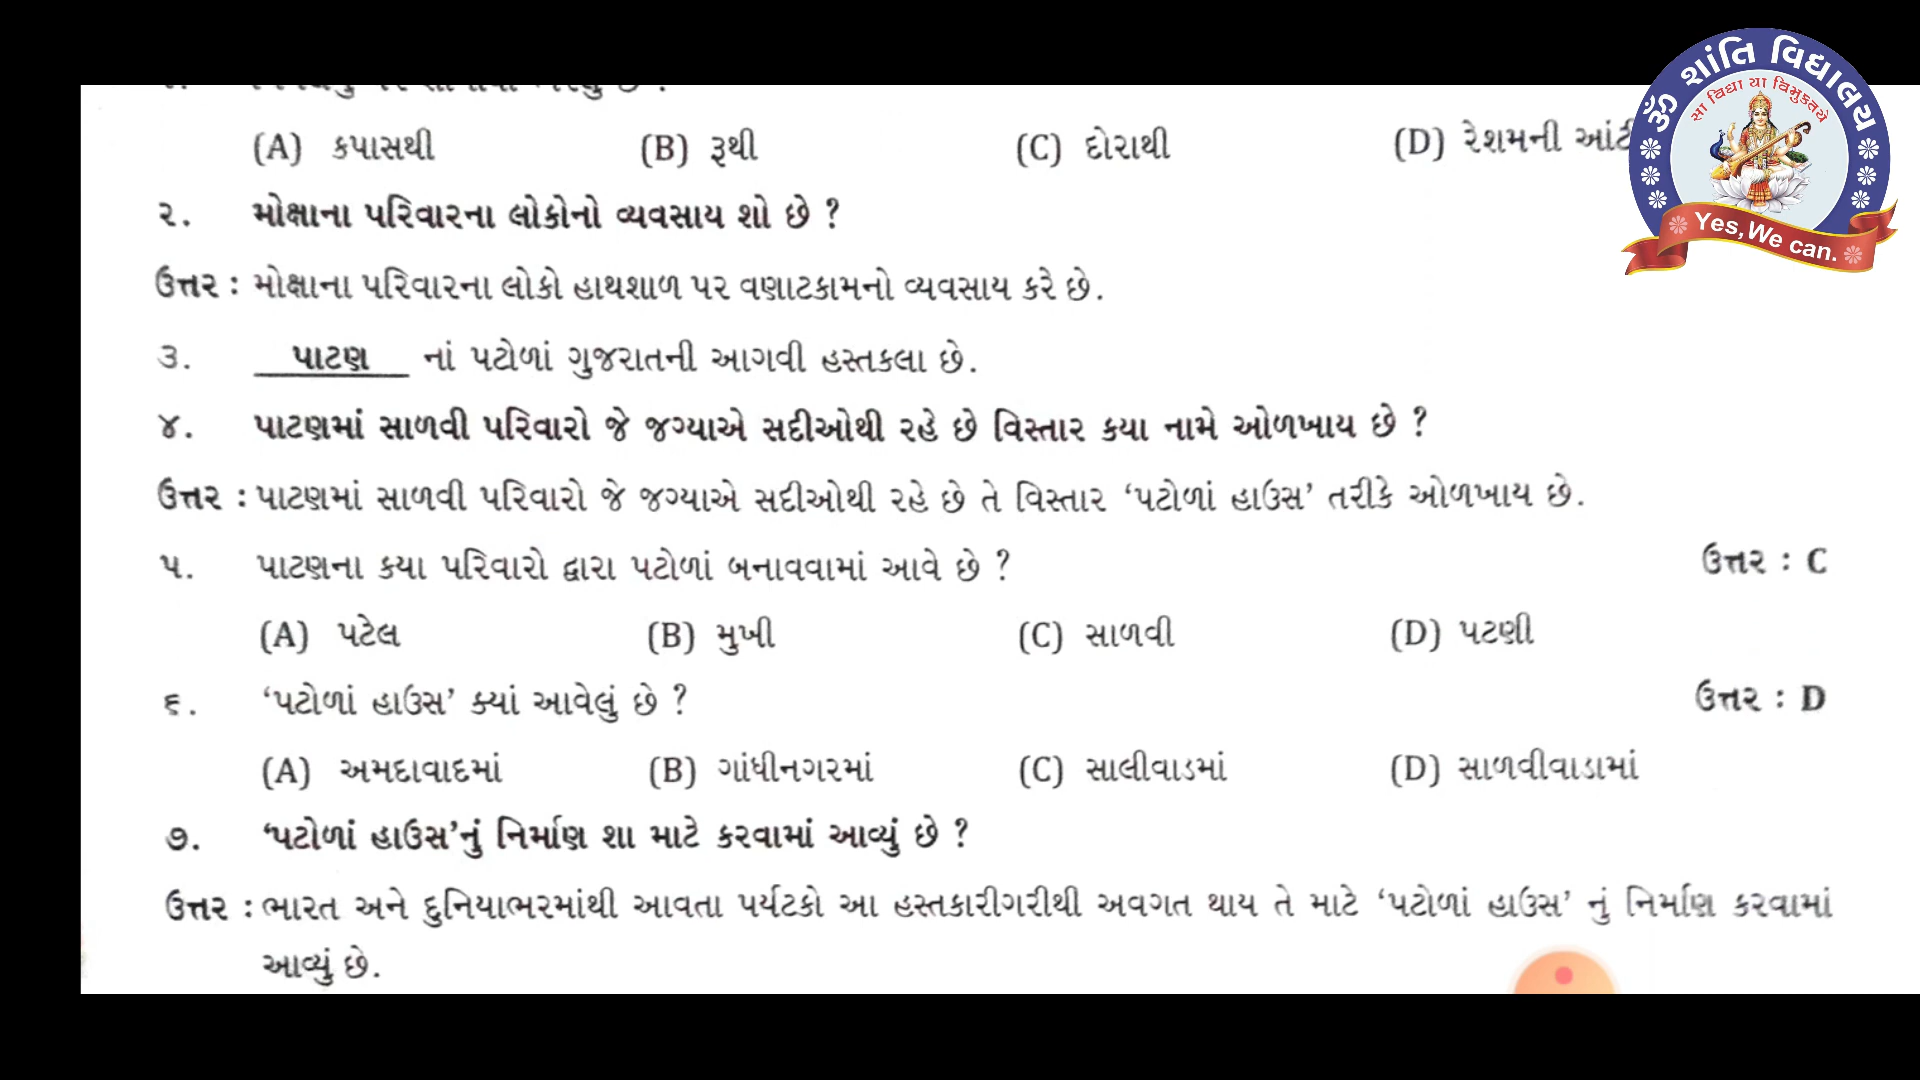 (A) કપાસથી (B) રૂથી (C) દોરાથી (D) રેશમની
૨. મોક્ષાના પરિવારના લોકોનો વ્યવસાય શો છે ?
ઉત્તર : મોક્ષાના પરિવારના લોકો હાથશાળ પર વણાટકામનો વ્યવસાય કરે છે.
૩. પાટણ નાં પટોળાં ગુજરાતની આગવી હસ્તકલા છે.
૪. પાટણમાં સાળવી પરિવારો જે જગ્યાએ સદીઓથી રહે છે વિસ્તાર કયા નામે ઓળખાય છે ?
ઉત્તર : પાટણમાં સાળવી પરિવારો જે જગ્યાએ સદીઓથી રહે છે તે વિસ્તાર ‘પટોળાં હાઉસ’ તરીકે ઓળખાય છે.
૫. પાટણના કયા પરિવારો દ્વારા પટોળાં બનાવવામાં આવે છે ? ઉત્તર : C
(A) પટેલ (B) મુખી (C) સાળવી (D) પટણી
૬. ‘પટોળાં હાઉસ’ ક્યાં આવેલું છે ? ઉત્તર : D
(A) અમદાવાદમાં (B) ગાંધીનગરમાં (C) સાલીવાડમાં (D) સાળવીવાડામાં
૭. ‘પટોળાં હાઉસ’નું નિર્માણ શા માટે કરવામાં આવ્યું છે ?
ઉત્તર : ભારત અને દુનિયાભરમાંથી આવતા પર્યટકો આ હસ્તકારીગરીથી અવગત થાય તે માટે ‘પટોળાં હાઉસ’ નું નિર્માણ કરવામાં
આવ્યું છે.
ૐ શાંતિ વિદ્યાલય
સા વિદ્યા યા વિમુક્તયે
Yes,We can.